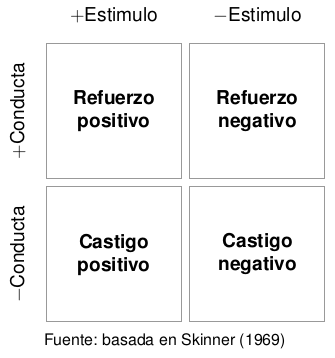 +Estimulo −Estimulo
+Conducta
Refuerzo positivo
Refuerzo negativo
−Conducta
Castigo positivo
Castigo negativo
Fuente: basada en Skinner (1969)